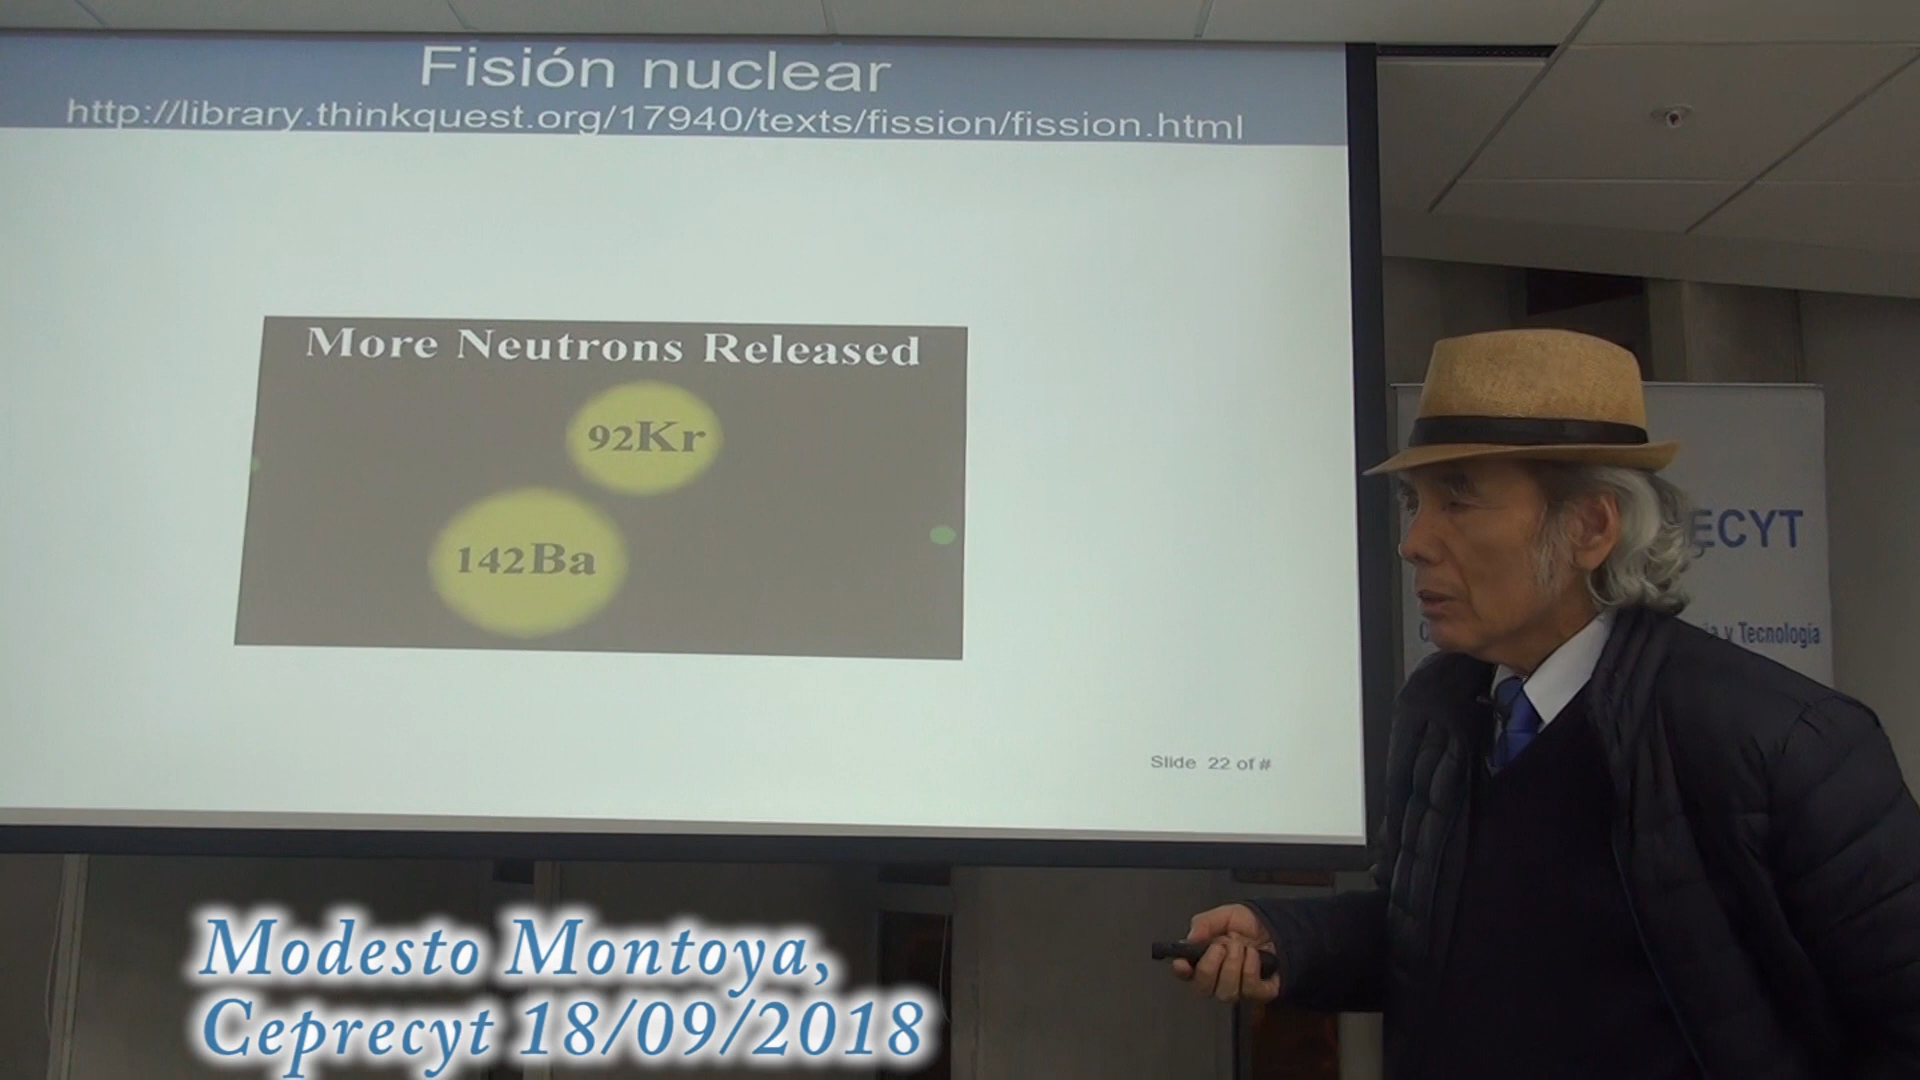 Fisión nuclear
http://library.thinkquest.org/17940/texts/fission/fission.html
More Neutrons Released
92Kr
142Ba
Slide 22 of #
ECYT
y Tecnología
Modesto Montoya,
Ceprecyt 18/09/2018